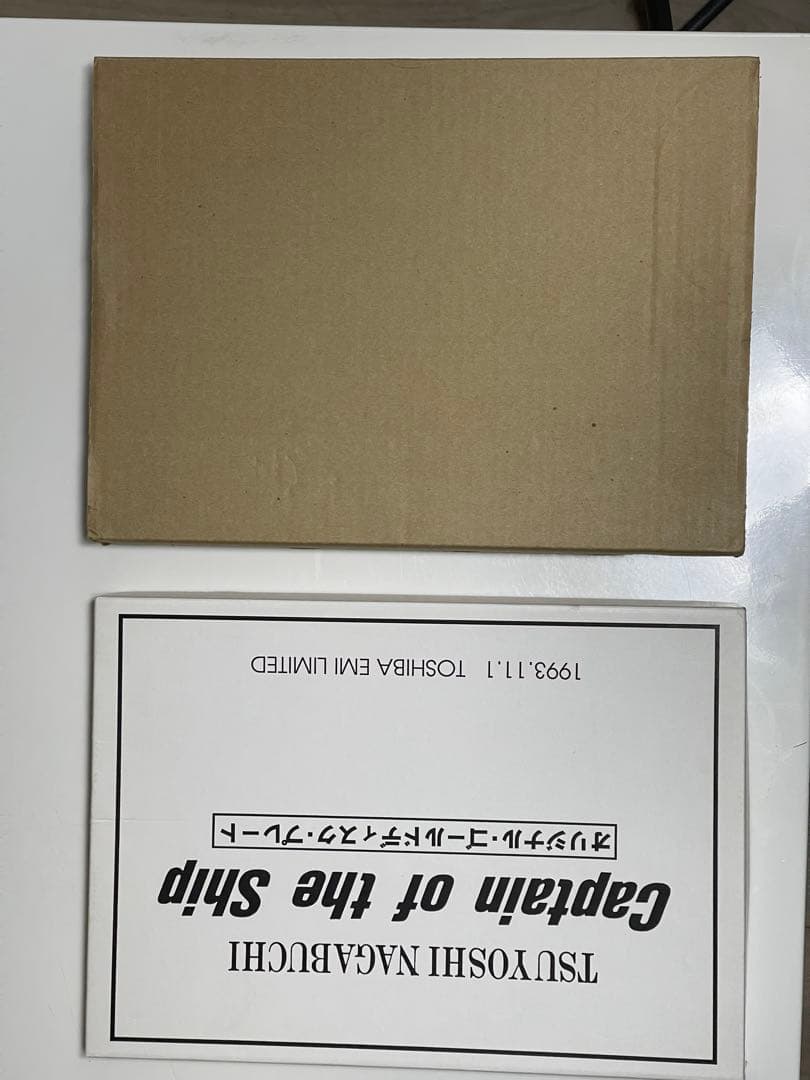 TSUYOSHI NAGABUCHI
Captain of the Ship
オリジナル・ゴールドディスク・プレート
1993.11.1 TOSHIBA EMI LIMITED